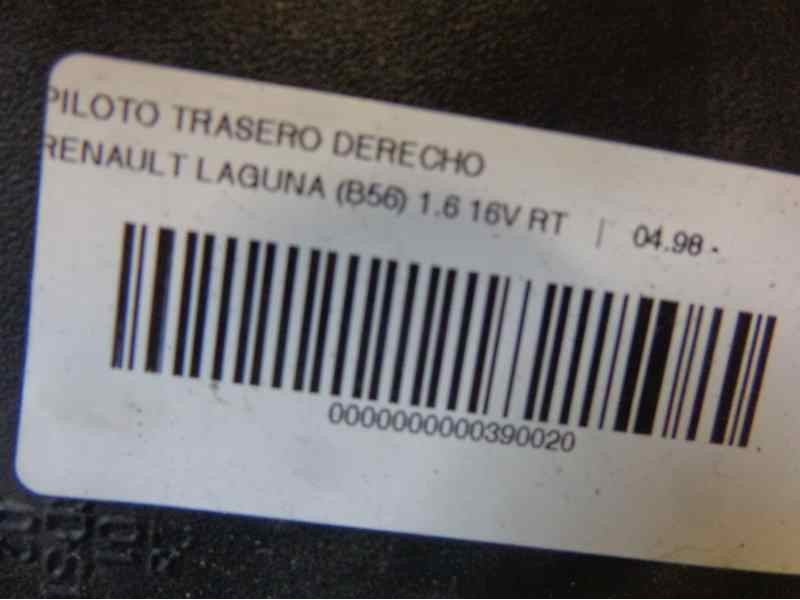 PILOTO TRASERO DERECHO
RENAULT LAGUNA (B56) 1.6 16V RT | 04.98 -
0000000000390020